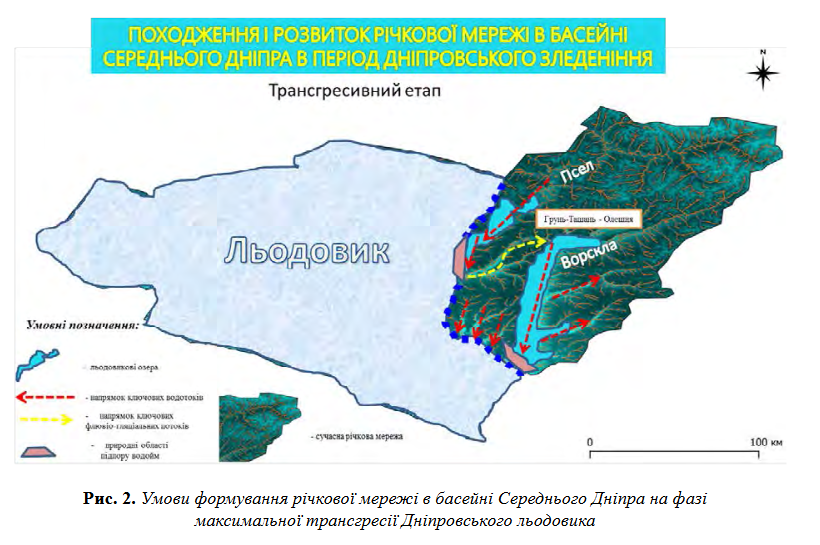 ПОХОДЖЕННЯ І РОЗВИТОК РІЧКОВОЇ МЕРЕЖІ В БАСЕЙНІ
СЕРЕДНЬОГО ДНІПРА В ПЕРІОД ДНІПРОВСЬКОГО ЗЛЕДЕНІННЯ
Трансгресивний етап
N
Псел
Грунь-Ташань - Олешня
Ворскла
Льодовик
Умовні позначення:
- льодовикові озера
- напрямок ключових водотоків
- напрямок ключових
флювіо-гляціальних потоків
- природні області
підпору водойм
- сучасна річкова мережа
0 100 км
Рис. 2. Умови формування річкової мережі в басейні Середнього Дніпра на фазі
максимальної трансгресії Дніпровського льодовика